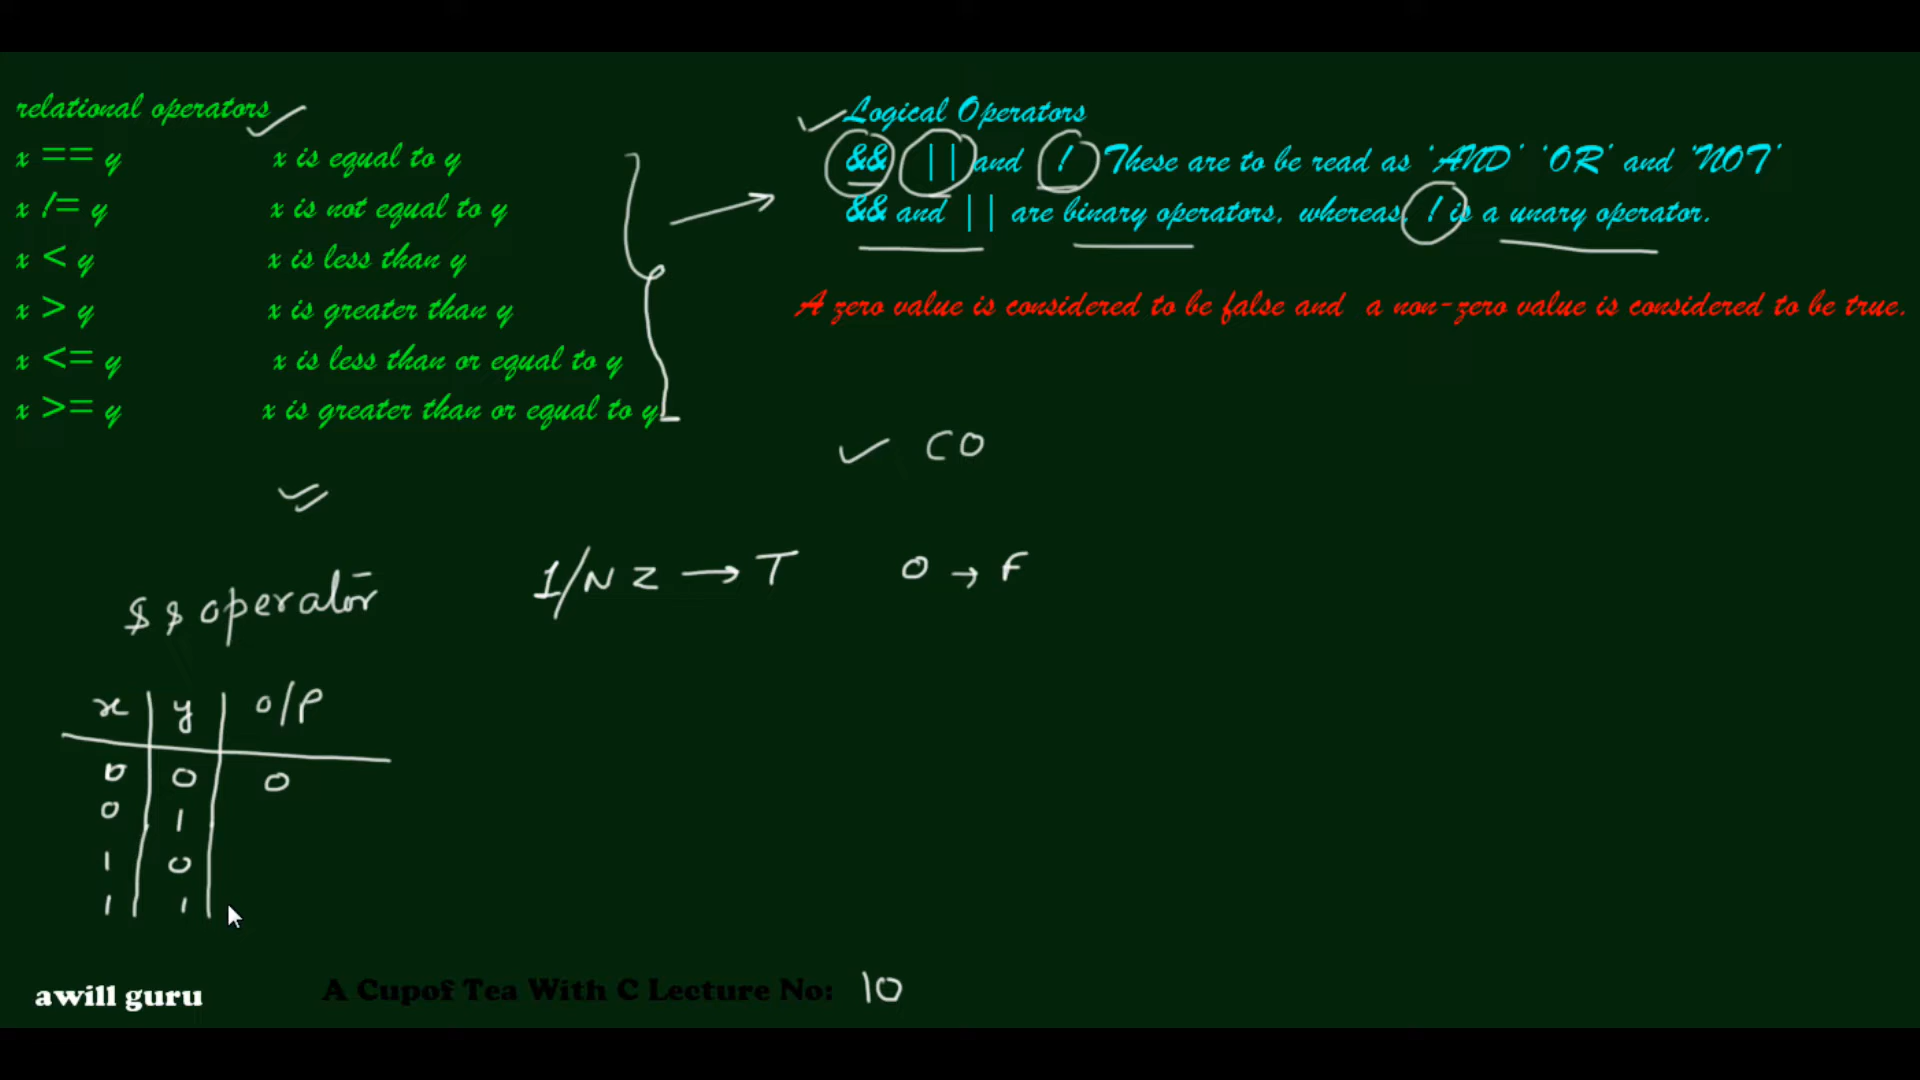 relational operators
x == y x is equal to y
x != y x is not equal to y
x < y x is less than y
x > y x is greater than y
x <= y x is less than or equal to y
x >= y x is greater than or equal to y
Logical Operators
&& || and ! These are to be read as 'AND' 'OR' and 'NOT'
&& and || are binary operators, whereas, ! is a unary operator.
A zero value is considered to be false and a non-zero value is considered to be true.
CO
1/NZ → T 0 → F
$$ operator
x y O/P
0 0 0
0 1
1 0
1 1
awill guru
A Cupof Tea With C Lecture No: 10